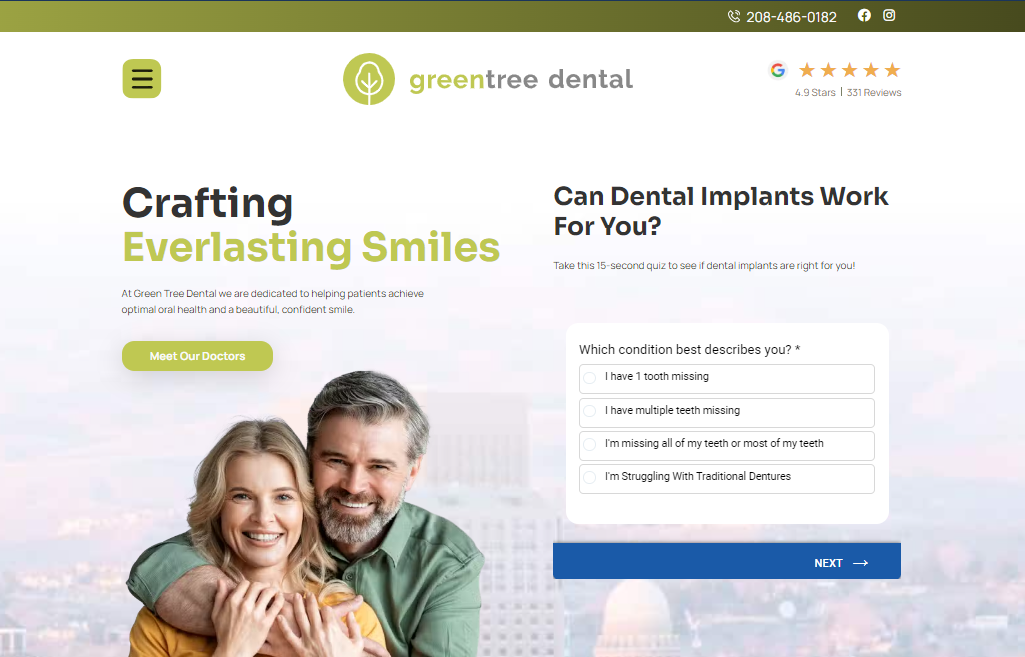 208-486-0182
greentree dental
4.9 Stars | 331 Reviews
Crafting
Everlasting Smiles
At Green Tree Dental we are dedicated to helping patients achieve
optimal oral health and a beautiful, confident smile.
Meet Our Doctors
Can Dental Implants Work
For You?
Take this 15-second quiz to see if dental implants are right for you!
Which condition best describes you? *
I have 1 tooth missing
I have multiple teeth missing
I'm missing all of my teeth or most of my teeth
I'm Struggling With Traditional Dentures
NEXT →